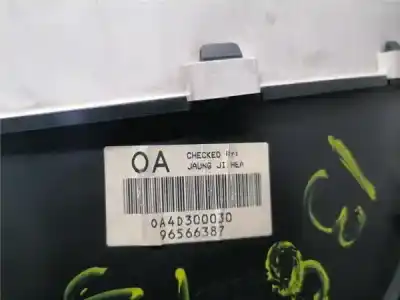 OA CHECKED BY:
JAUNG JI HEA
0A4D300030
96566387